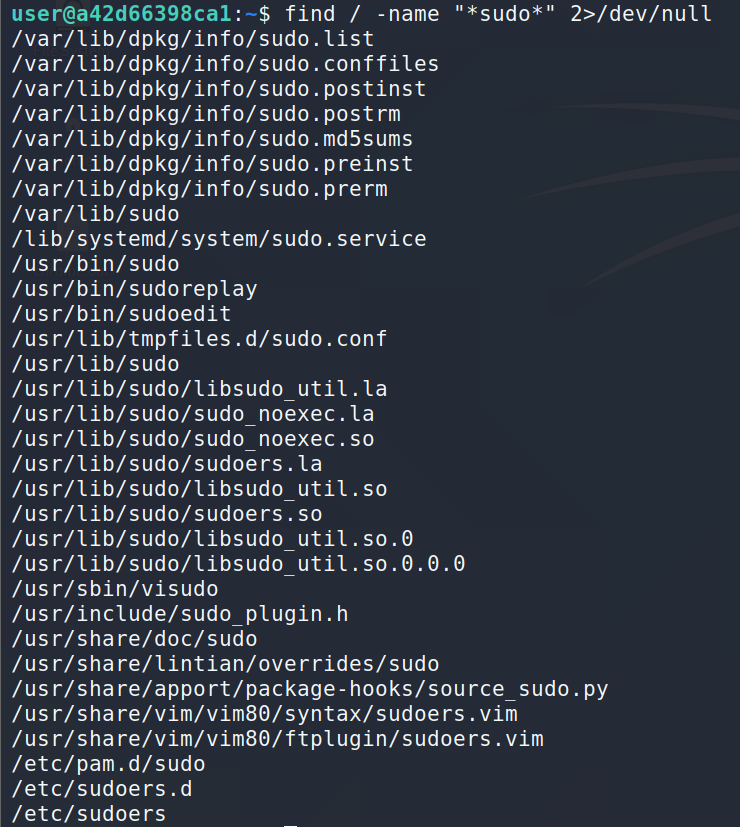 user@a42d66398ca1:~$ find / -name "*sudo*" 2>/dev/null
/var/lib/dpkg/info/sudo.list
/var/lib/dpkg/info/sudo.conffiles
/var/lib/dpkg/info/sudo.postinst
/var/lib/dpkg/info/sudo.postrm
/var/lib/dpkg/info/sudo.md5sums
/var/lib/dpkg/info/sudo.preinst
/var/lib/dpkg/info/sudo.prerm
/var/lib/sudo
/lib/systemd/system/sudo.service
/usr/bin/sudo
/usr/bin/sudoreplay
/usr/bin/sudoedit
/usr/lib/tmpfiles.d/sudo.conf
/usr/lib/sudo
/usr/lib/sudo/libsudo_util.la
/usr/lib/sudo/sudo_noexec.la
/usr/lib/sudo/sudo_noexec.so
/usr/lib/sudo/sudoers.la
/usr/lib/sudo/libsudo_util.so
/usr/lib/sudo/sudoers.so
/usr/lib/sudo/libsudo_util.so.0
/usr/lib/sudo/libsudo_util.so.0.0.0
/usr/sbin/visudo
/usr/include/sudo_plugin.h
/usr/share/doc/sudo
/usr/share/lintian/overrides/sudo
/usr/share/apport/package-hooks/source_sudo.py
/usr/share/vim/vim80/syntax/sudoers.vim
/usr/share/vim/vim80/ftplugin/sudoers.vim
/etc/pam.d/sudo
/etc/sudoers.d
/etc/sudoers